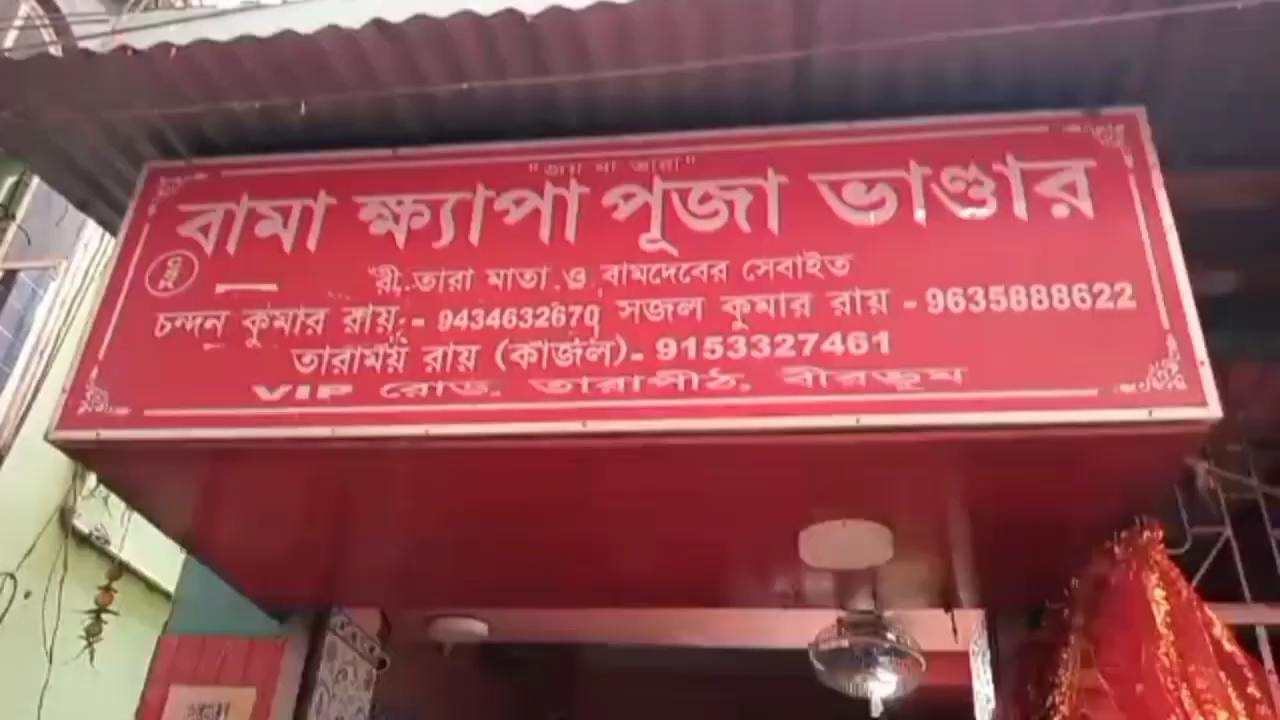 "জয় মা তারা"
বামা ক্ষ্যাপা পূজা ভাণ্ডার
তারা মাতা ও বামদেবের সেবাইত
চন্দন কুমার রায় - 9434632670 সজল কুমার রায় - 9635888622
তারাময় রায় (কাজল)- 9153327461
VIP রোড, তারাপীঠ, বীরভূম